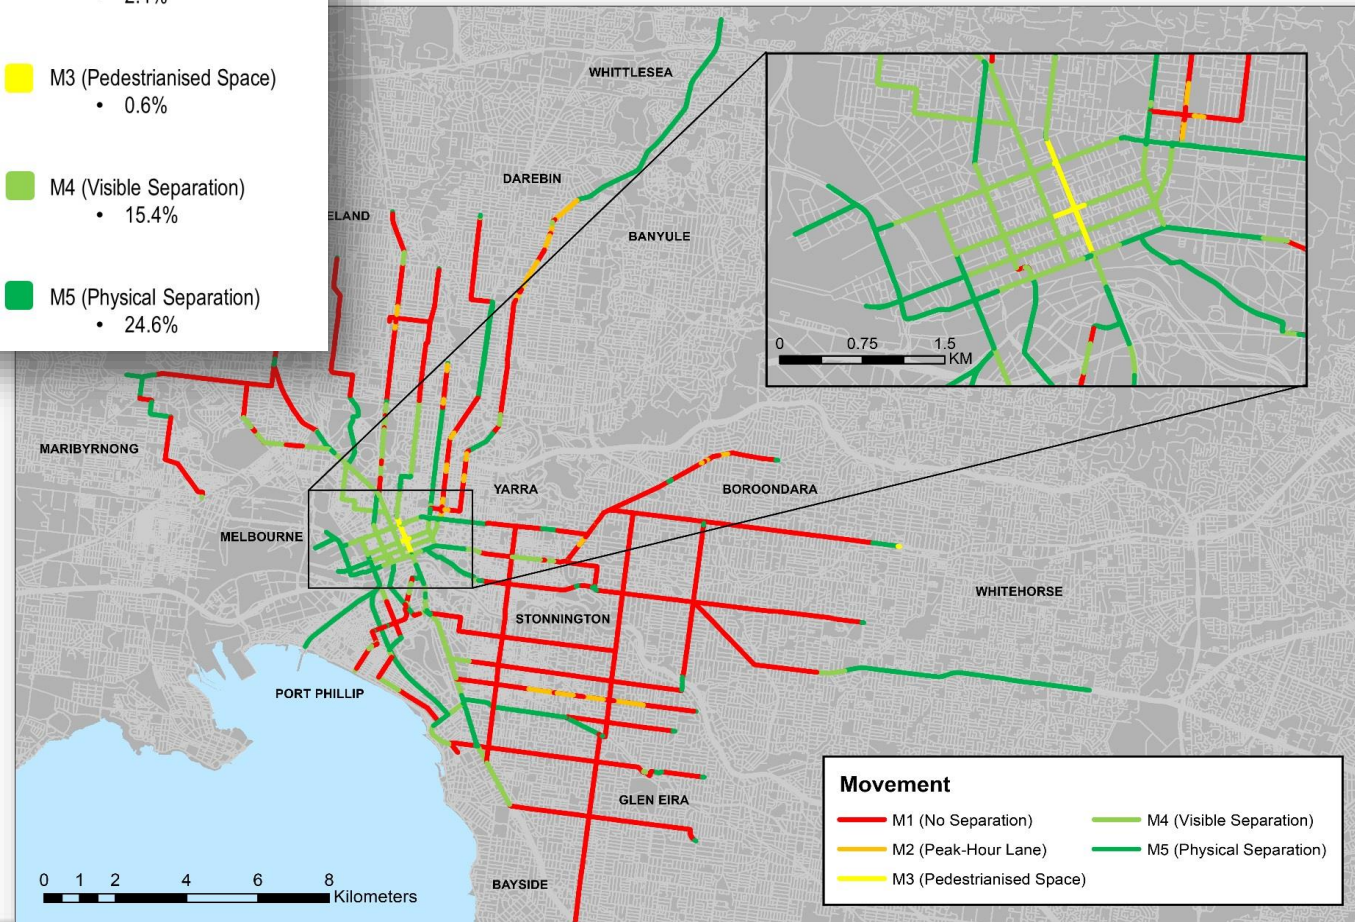 M3 (Pedestrianised Space)
• 0.6%
M4 (Visible Separation)
• 15.4%
M5 (Physical Separation)
• 24.6%
WHITTLESEA
DAREBIN
ELAND
BANYULE
0 0.75 1.5
KM
MARIBYRNONG
YARRA
BOROONDARA
MELBOURNE
WHITEHORSE
STONNINGTON
PORT PHILLIP
GLEN EIRA
BAYSIDE
0 1 2 4 6 8
Kilometers
Movement
M1 (No Separation)
M2 (Peak-Hour Lane)
M3 (Pedestrianised Space)
M4 (Visible Separation)
M5 (Physical Separation)